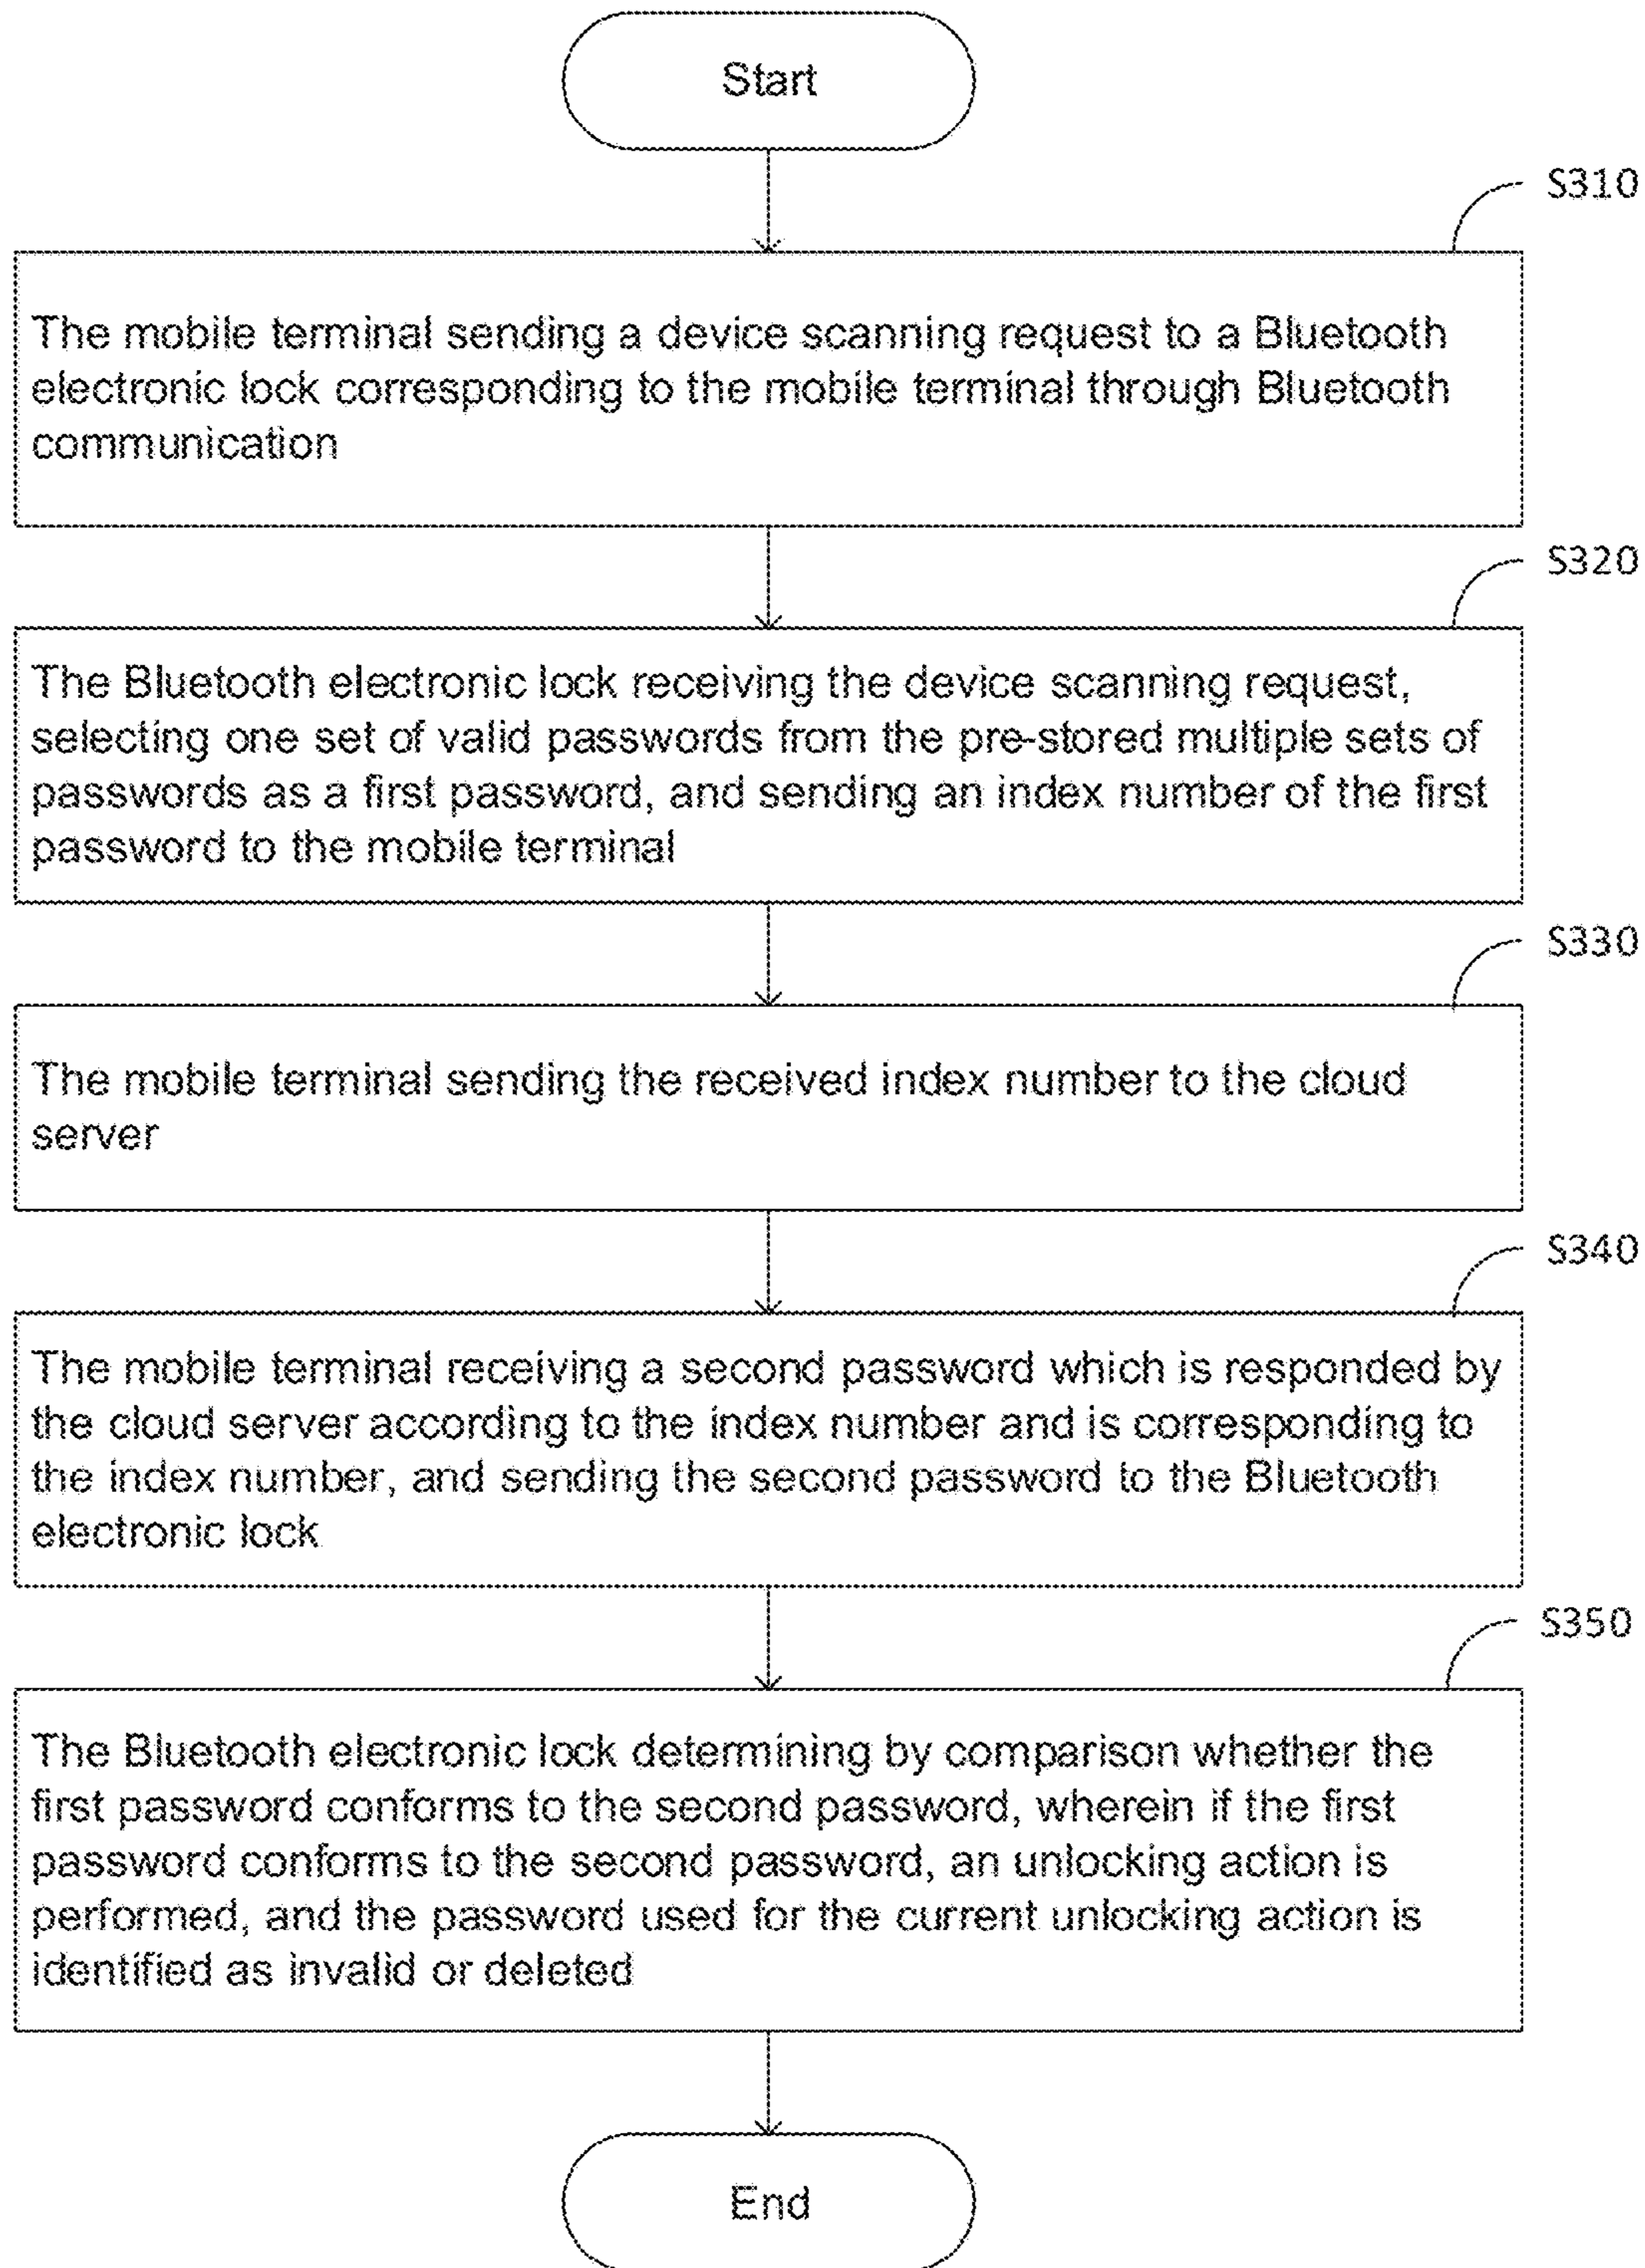 Start
S310
The mobile terminal sending a device scanning request to a Bluetooth
electronic lock corresponding to the mobile terminal through Bluetooth
communication
S320
The Bluetooth electronic lock receiving the device scanning request,
selecting one set of valid passwords from the pre-stored multiple sets of
passwords as a first password, and sending an index number of the first
password to the mobile terminal
S330
The mobile terminal sending the received index number to the cloud
server
S340
The mobile terminal receiving a second password which is responded by
the cloud server according to the index number and is corresponding to
the index number, and sending the second password to the Bluetooth
electronic lock
S350
The Bluetooth electronic lock determining by comparison whether the
first password conforms to the second password, wherein if the first
password conforms to the second password, an unlocking action is
performed, and the password used for the current unlocking action is
identified as invalid or deleted
End